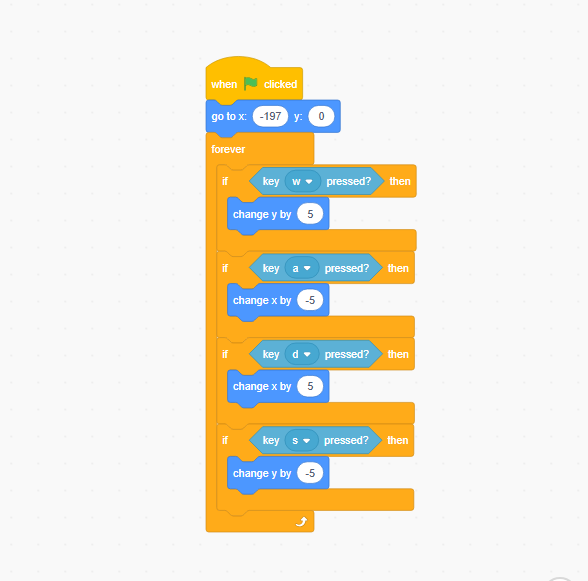 when clicked
go to x: -197 y: 0
forever
if key w pressed? then
change y by 5
if key a pressed? then
change x by -5
if key d pressed? then
change x by 5
if key s pressed? then
change y by -5